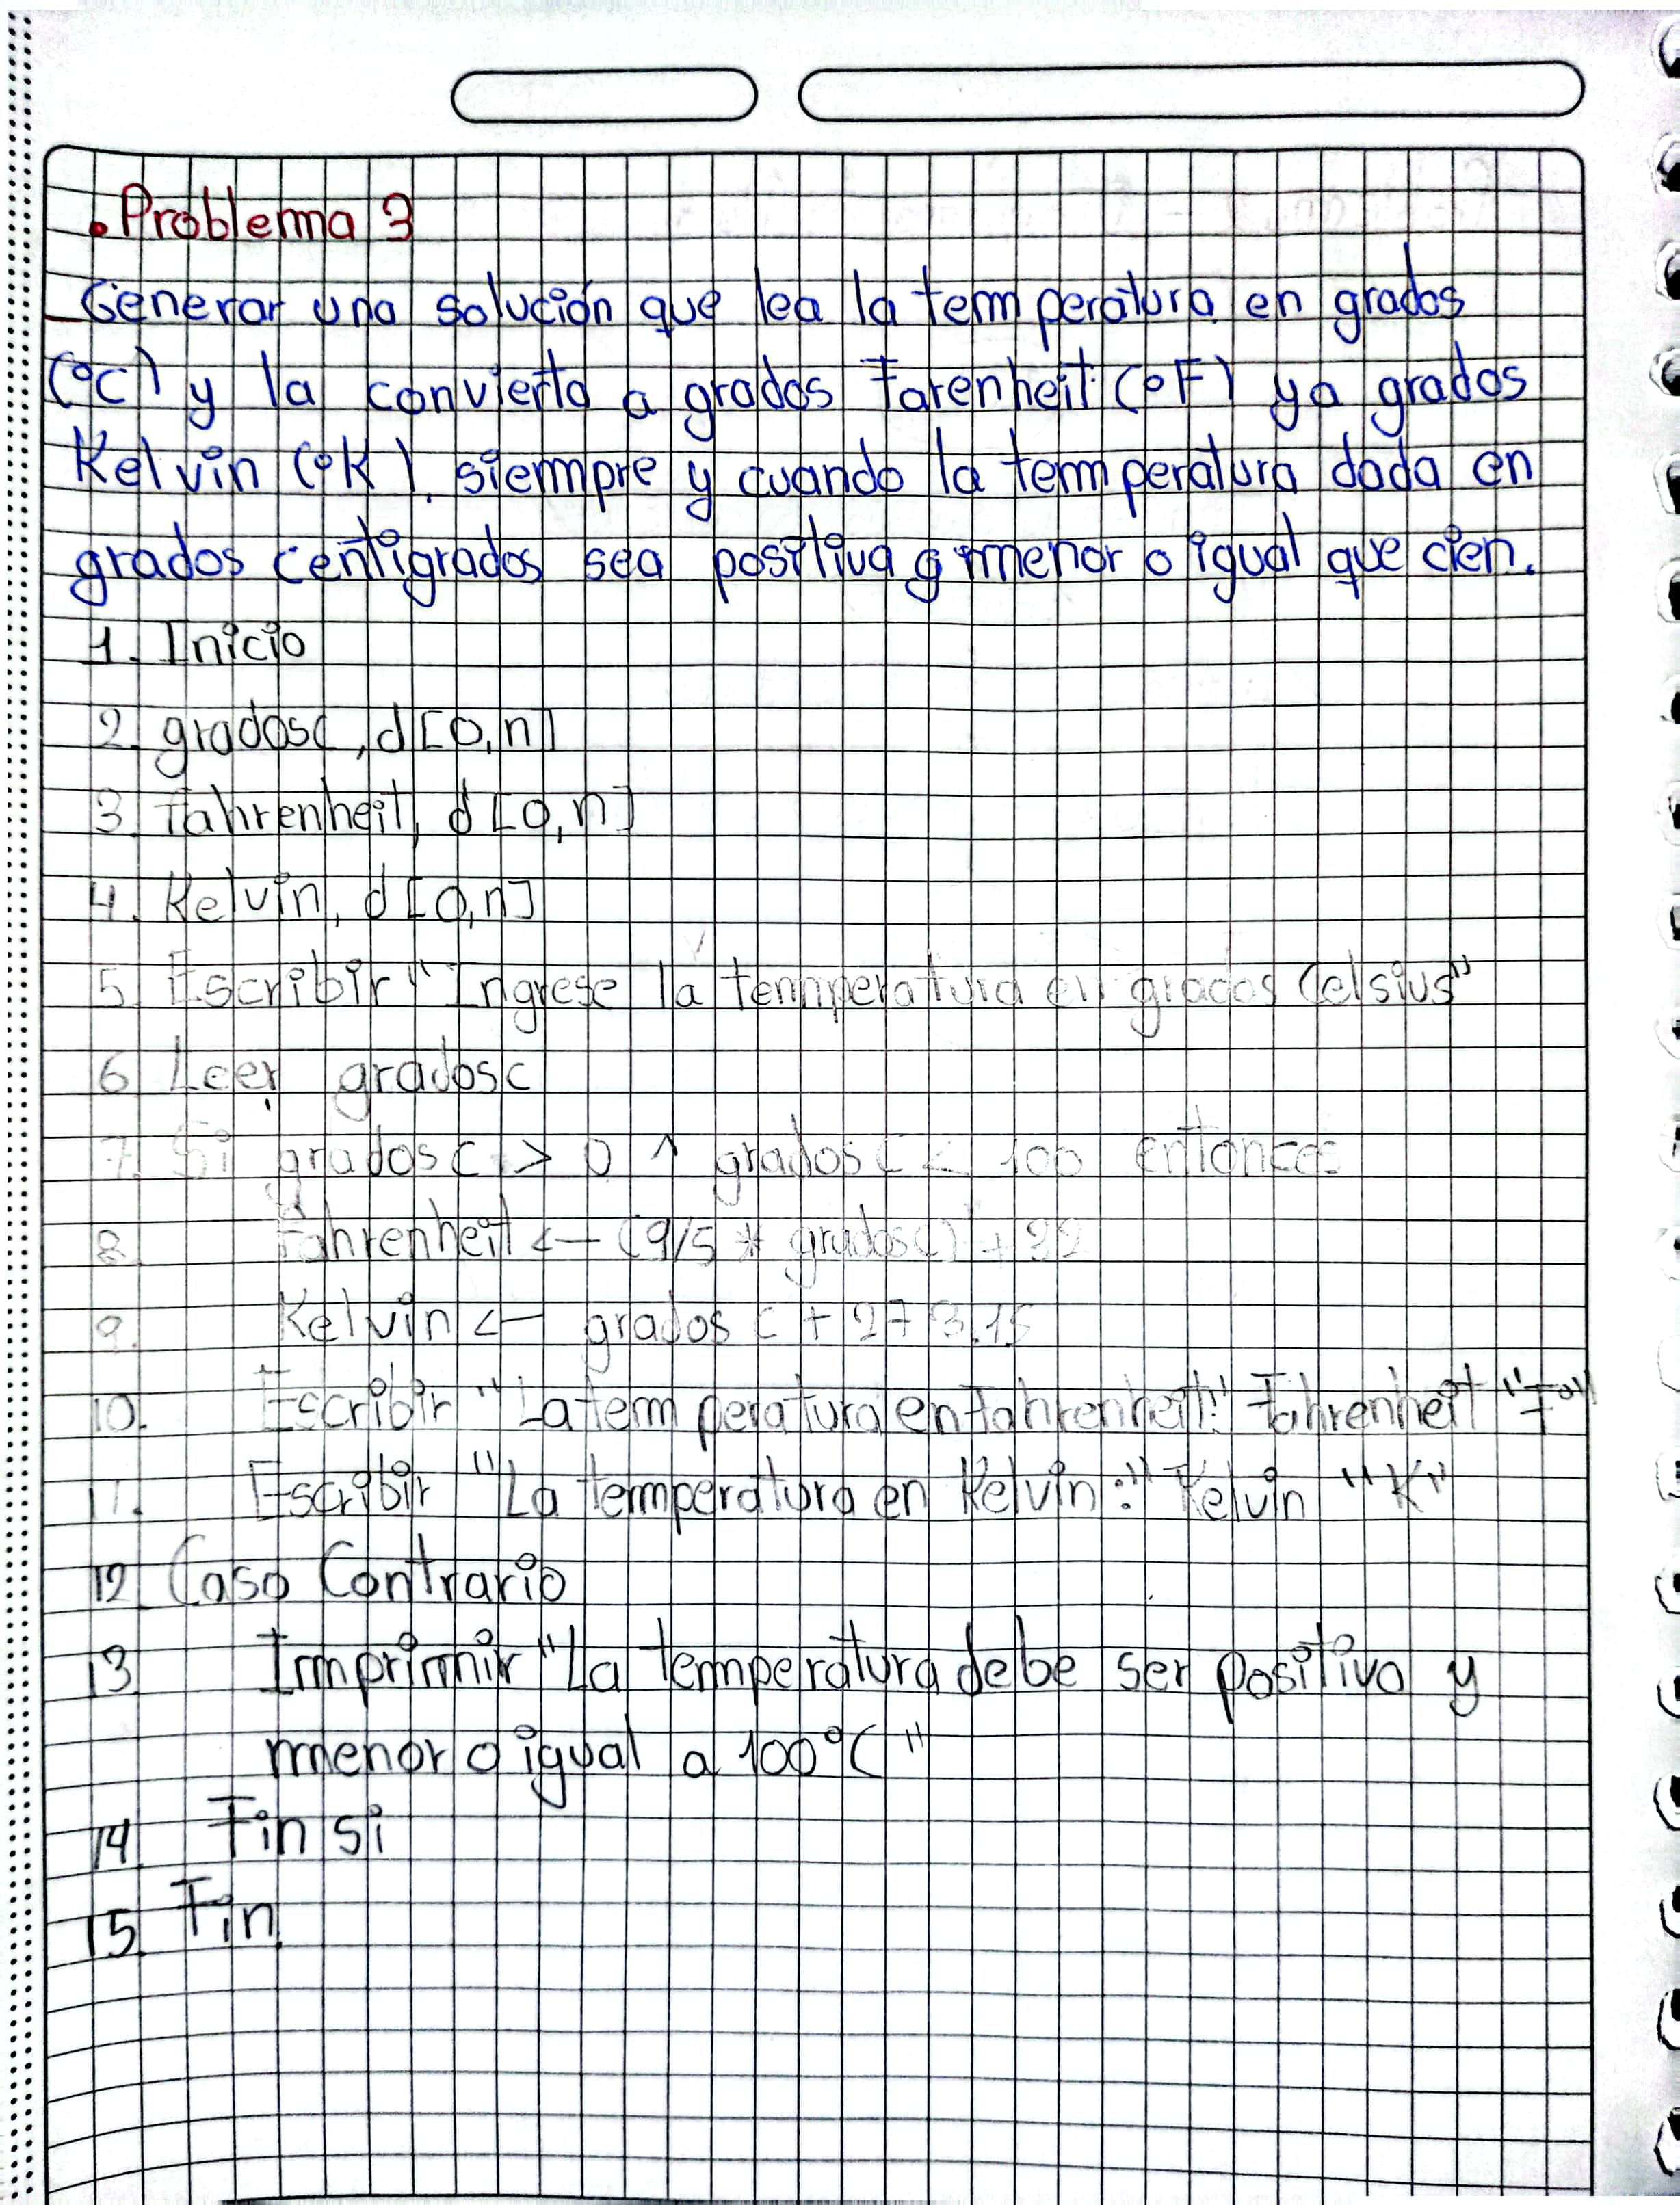 . Problema 3
Generar una solución que lea la temperatura en grados
(°C) y la convierta a grados Farenheit (°F) y a grados
Kelvin (°K). siempre y cuando la temperatura dada en
grados centigrados sea positiva y menor o igual que cien.
1. Inicio
2. gradosc, d[0,n]
3. fahrenheit, d[0,n]
4. Kelvin, d[0,n]
5. Escribir "Ingrese la temperatura en grados Celsius"
6 Leer gradosc
7. Si gradosc > 0 ^ gradosc < 100 entonces
8. Fahrenheit <— (9/5 * gradosc) + 32
9. Kelvin <— gradosc + 273.15
10. Escribir "La temperatura en fahrenheit:" Fahrenheit "F°"
11. Escribir "La temperatura en Kelvin:" Kelvin "K"
12 Caso Contrario
13 Imprimir "La temperatura debe ser positiva y
menor o igual a 100°C"
14 Fin si
15. Fin